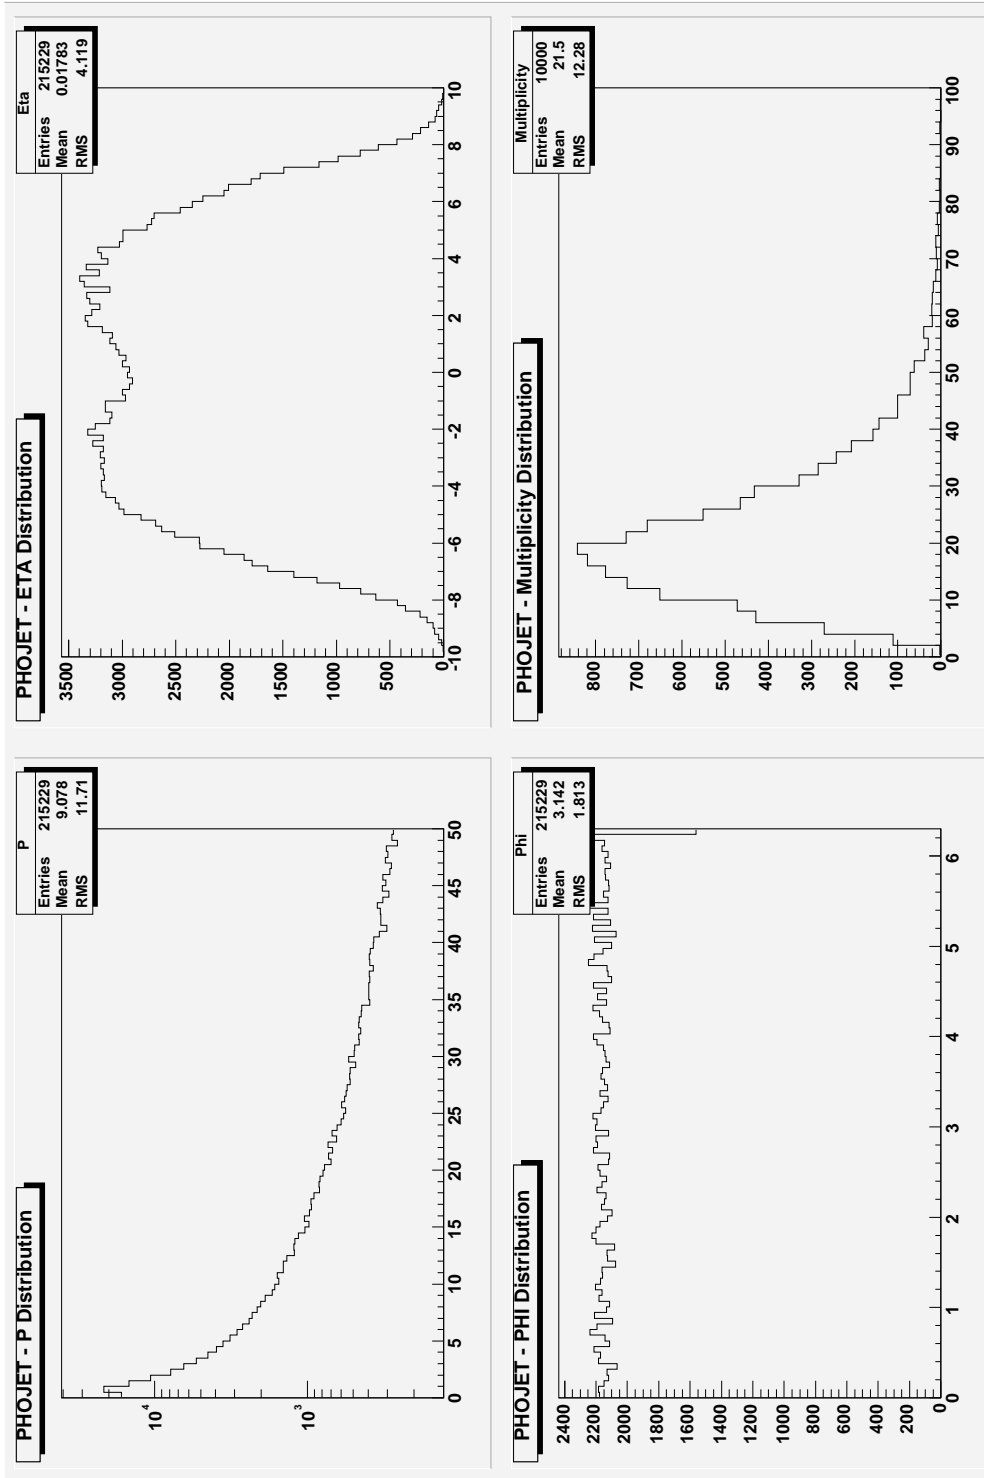 PHOJET - P Distribution
P
Entries 215229
Mean 9.078
RMS 11.71
10^4
10^3
0 5 10 15 20 25 30 35 40 45 50
PHOJET - ETA Distribution
Eta
Entries 215229
Mean 0.01783
RMS 4.119
3500
3000
2500
2000
1500
1000
500
0
-10 -8 -6 -4 -2 0 2 4 6 8 10
PHOJET - PHI Distribution
Phi
Entries 215229
Mean 3.142
RMS 1.813
2400
2200
2000
1800
1600
1400
1200
1000
800
600
400
200
0
0 1 2 3 4 5 6
PHOJET - Multiplicity Distribution
Multiplicity
Entries 10000
Mean 21.5
RMS 12.28
800
700
600
500
400
300
200
100
0
0 10 20 30 40 50 60 70 80 90 100